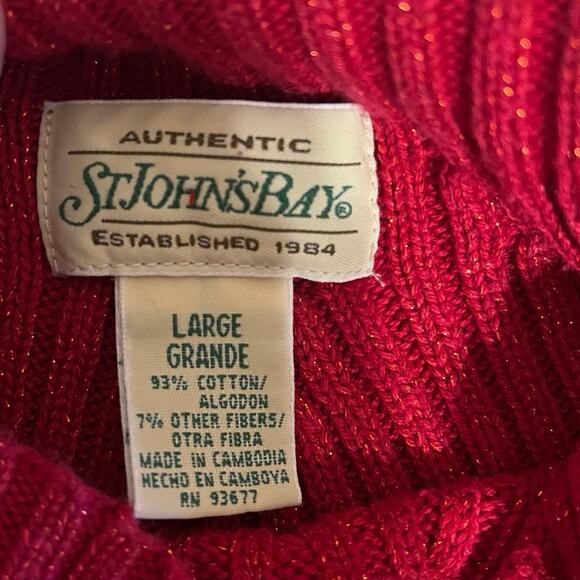 AUTHENTIC
ST JOHN'S BAY®
ESTABLISHED 1984
LARGE
GRANDE
93% COTTON/
ALGODON
7% OTHER FIBERS/
OTRA FIBRA
MADE IN CAMBODIA
HECHO EN CAMBOYA
RN 93677